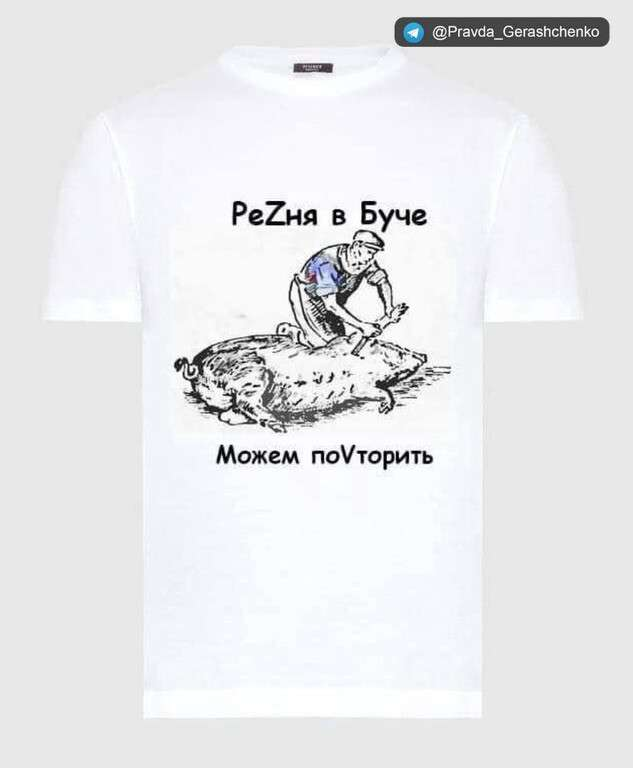 @Pravda_Gerashchenko
РеZня в Буче
Можем поVторить